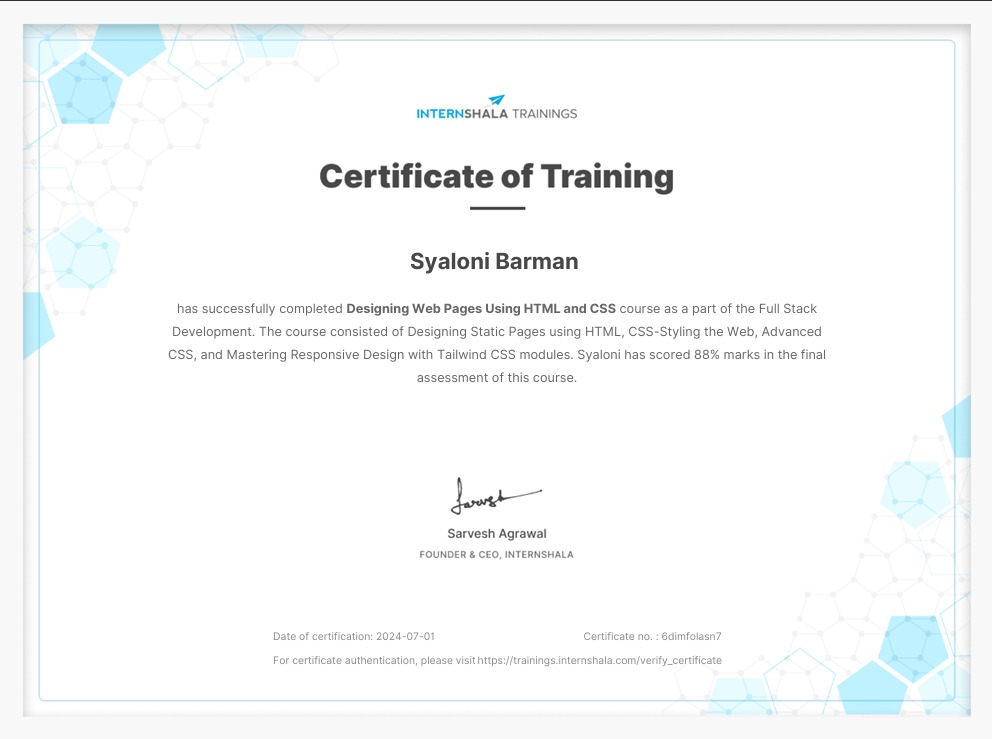 INTERNSHALA TRAININGS
Certificate of Training
Syaloni Barman
has successfully completed Designing Web Pages Using HTML and CSS course as a part of the Full Stack
Development. The course consisted of Designing Static Pages using HTML, CSS-Styling the Web, Advanced
CSS, and Mastering Responsive Design with Tailwind CSS modules. Syaloni has scored 88% marks in the final
assessment of this course.
Sarvesh
Sarvesh Agrawal
FOUNDER & CEO, INTERNSHALA
Date of certification: 2024-07-01 Certificate no. : 6dimfolasn7
For certificate authentication, please visit https://trainings.internshala.com/verify_certificate